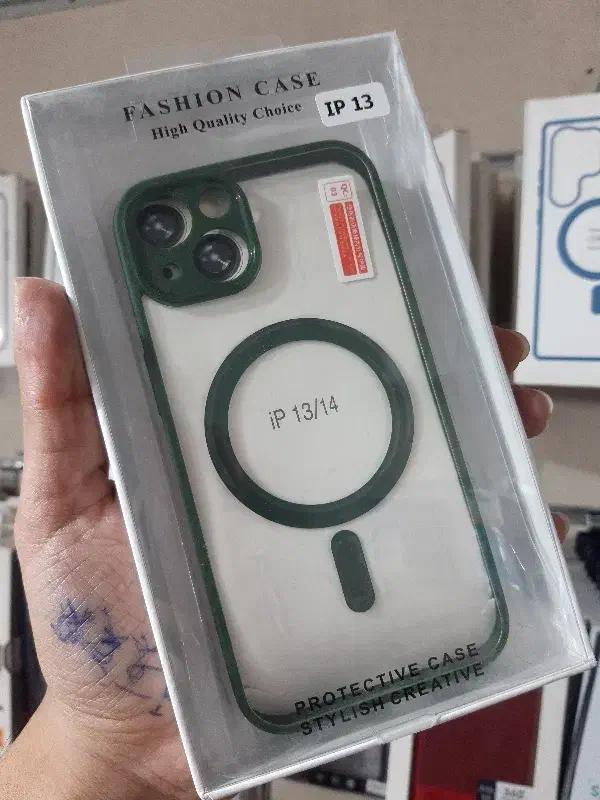 FASHION CASE
High Quality Choice
IP 13
iP 13/14
PROTECTIVE CASE
STYLISH CREATIVE